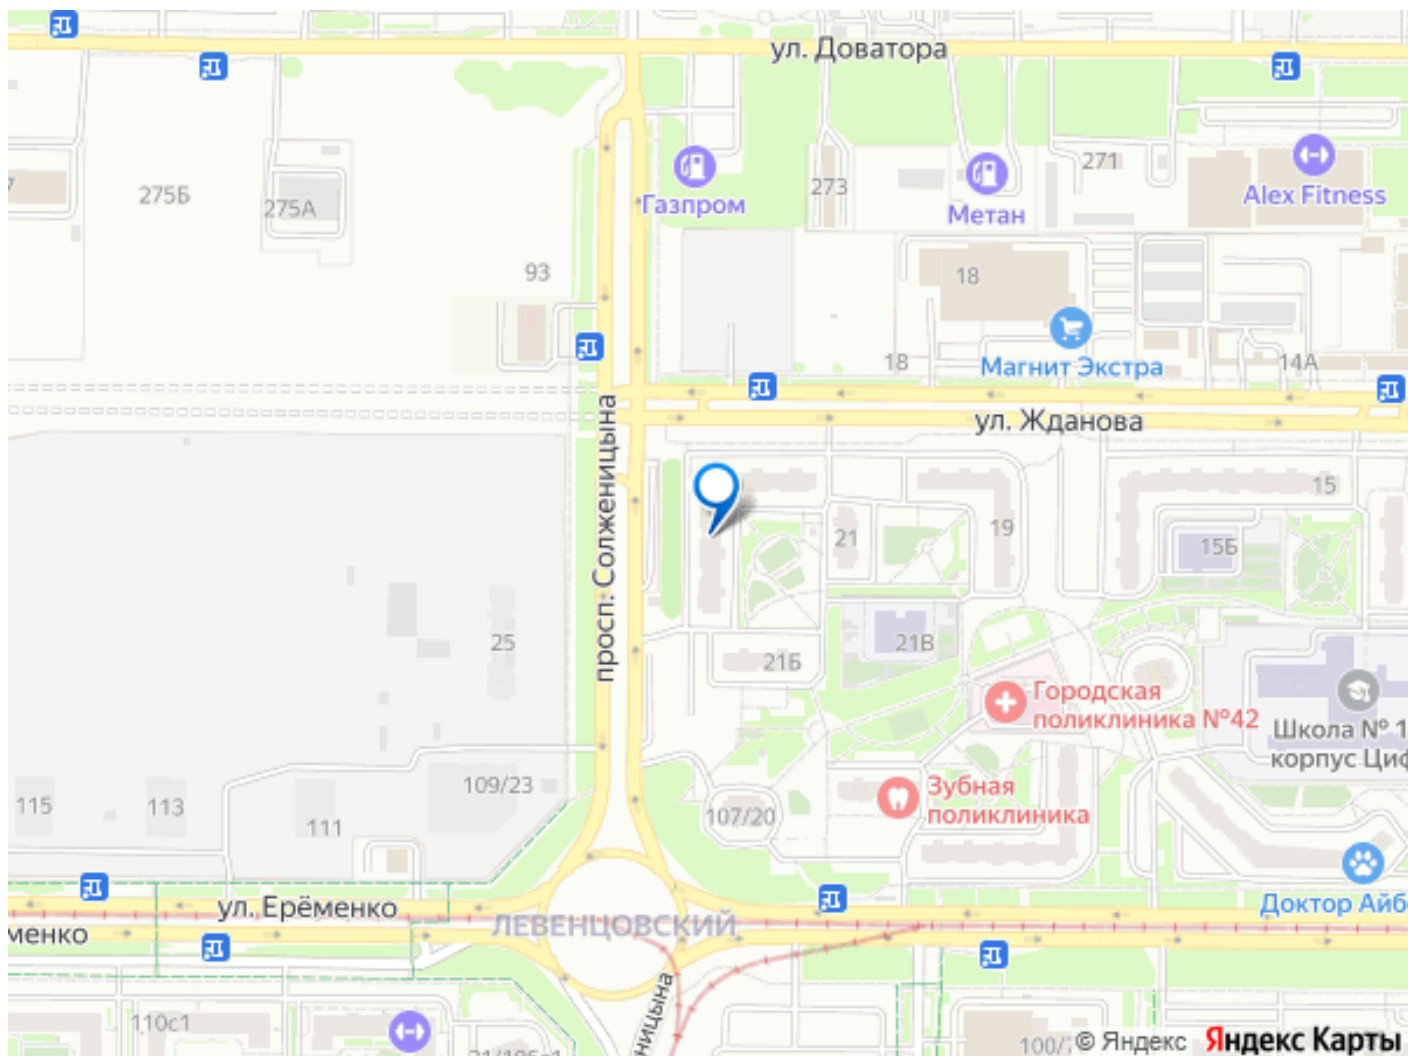 ул. Доватора
275Б
275А
Газпром
273
Метан
271
Alex Fitness
93
18
Магнит Экстра
18
14А
ул. Жданова
просп. Солженицына
15
21
19
15Б
25
21Б
21В
Городская
поликлиника №42
Школа № 1
корпус Циф
109/23
115
113
111
107/20
Зубная
поликлиника
Доктор Айб
ул. Ерёменко
ЛЕВЕНЦОВСКИЙ
менко
ницына
110с1
100/
© Яндекс
Яндекс Карты